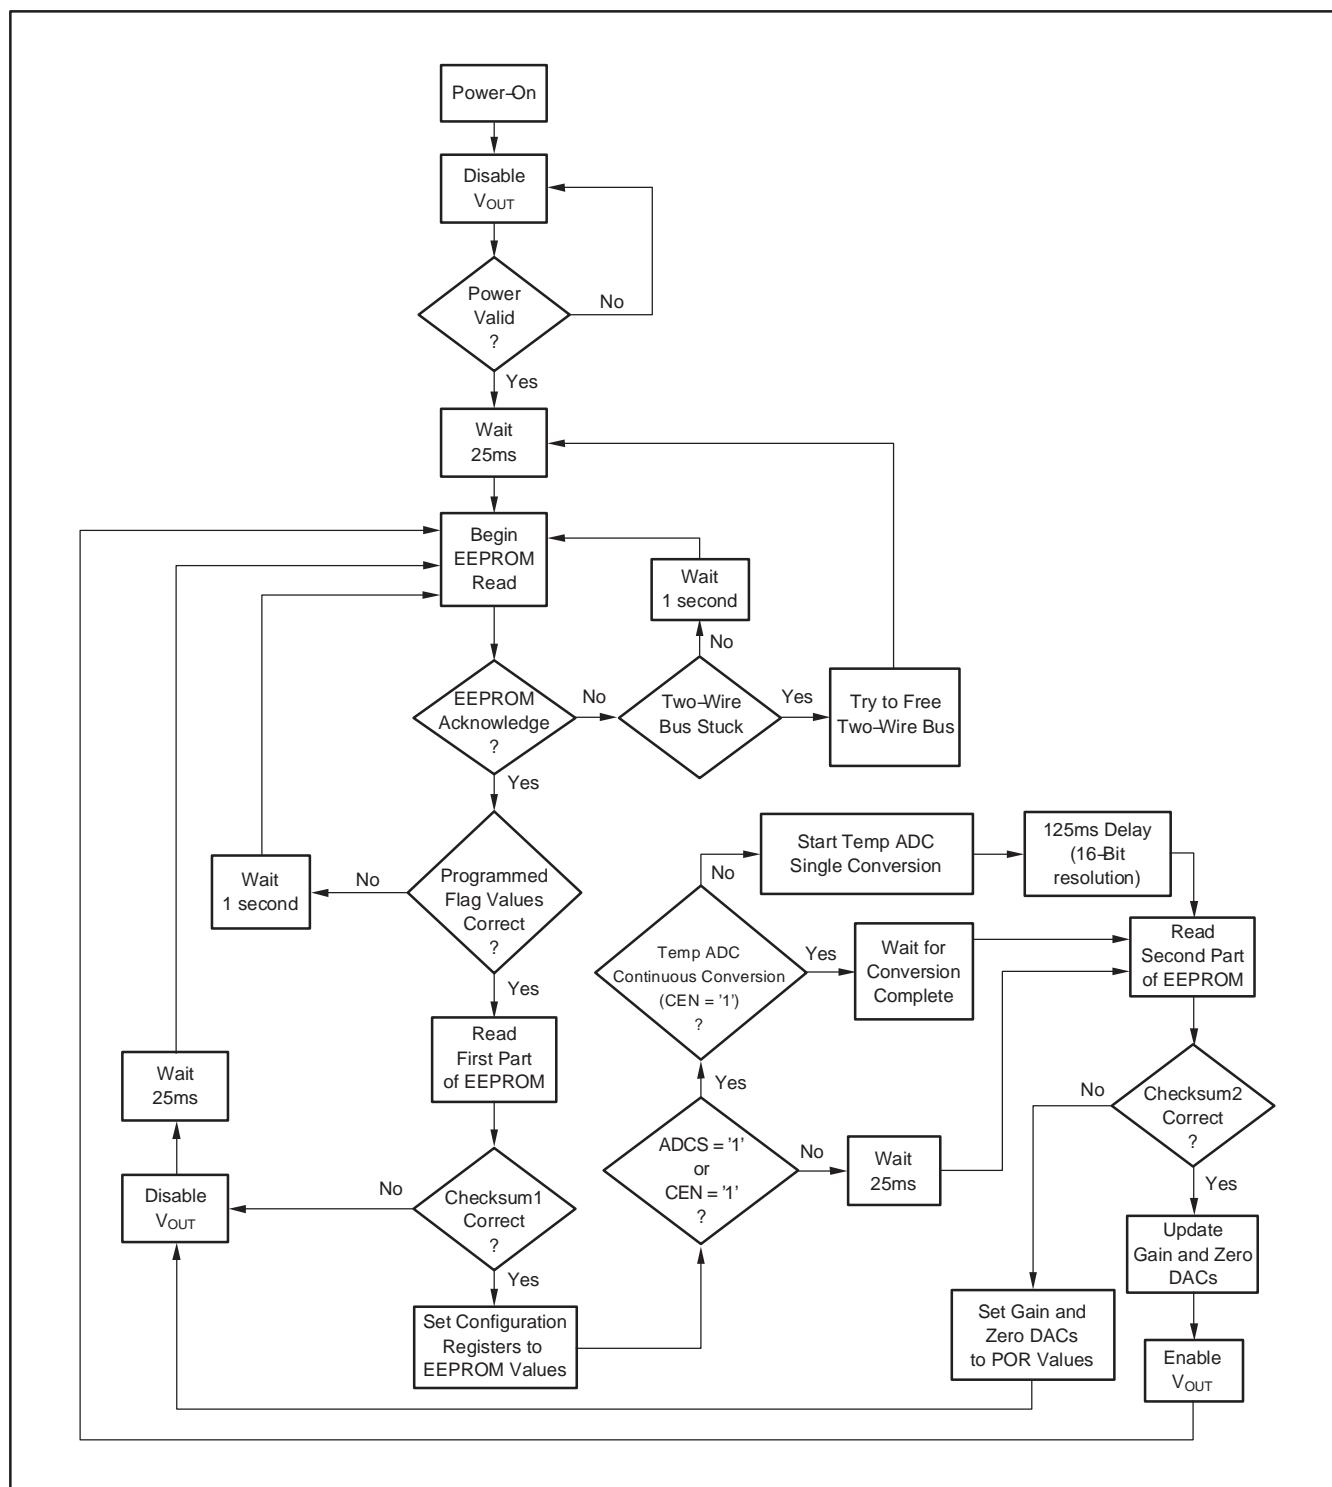 Power–On
Disable
VOUT
Power
Valid
?
No
Yes
Wait
25ms
Begin
EEPROM
Read
Wait
1 second
No
EEPROM
Acknowledge
?
No
Two–Wire
Bus Stuck
Yes
Try to Free
Two–Wire Bus
Yes
Programmed
Flag Values
Correct
?
No
Wait
1 second
Yes
Start Temp ADC
Single Conversion
125ms Delay
(16–Bit
resolution)
No
Temp ADC
Continuous Conversion
(CEN = '1')
?
Yes
Wait for
Conversion
Complete
Read
Second Part
of EEPROM
Read
First Part
of EEPROM
Wait
25ms
Yes
ADCS = '1'
or
CEN = '1'
?
No
Wait
25ms
No
Checksum2
Correct
?
Yes
Disable
VOUT
No
Checksum1
Correct
?
Yes
Update
Gain and Zero
DACs
Set Configuration
Registers to
EEPROM Values
Set Gain and
Zero DACs
to POR Values
Enable
VOUT